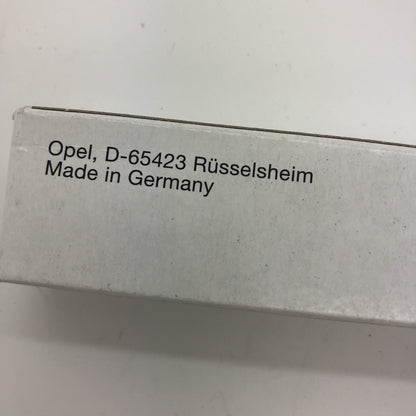 Opel, D-65423 Rüsselsheim
Made in Germany